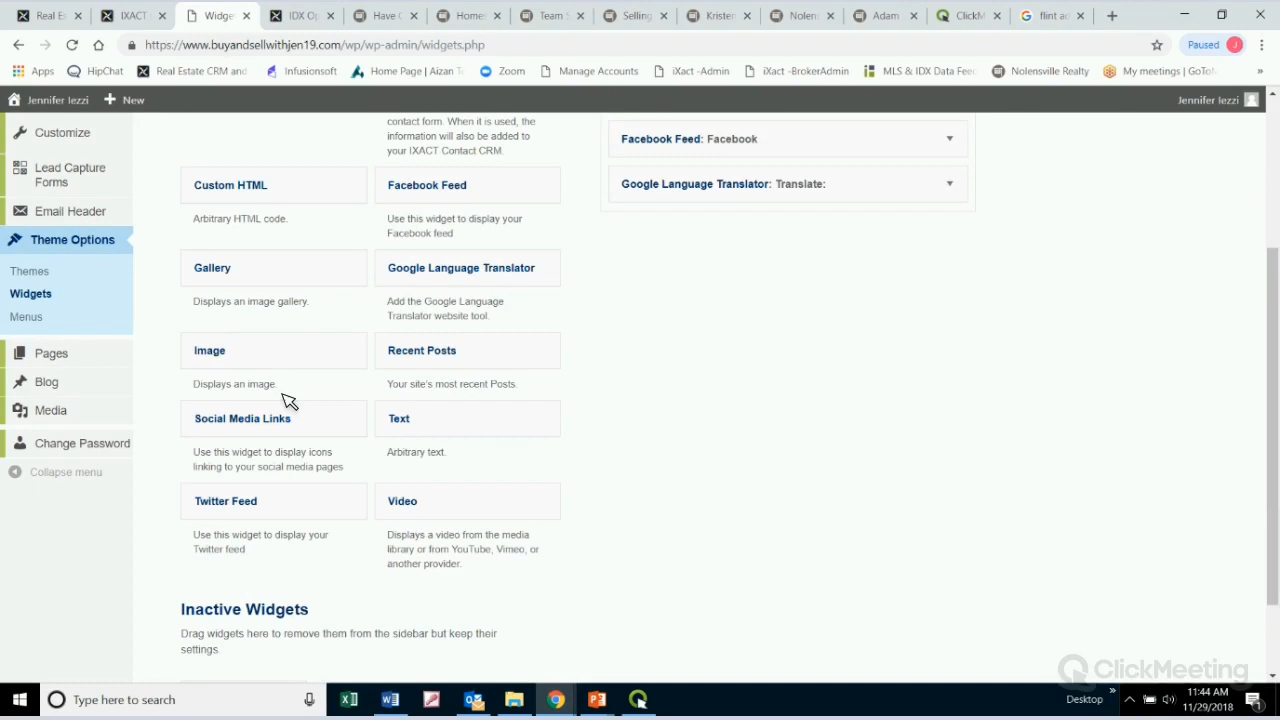 Real Es
IXACT
Widge
IDX Op
Have
Homes
Team S
Selling
Kristen
Nolen
Adam
ClickM
flint ad
https://www.buyandsellwithjen19.com/wp/wp-admin/widgets.php
Paused
J
Apps
HipChat
Real Estate CRM and
Infusionsoft
Home Page | Aizan T
Zoom
Manage Accounts
iXact -Admin
iXact -BrokerAdmin
MLS & IDX Data Feed
Nolensville Realty
My meetings | GoTo
»
Jennifer Iezzi
New
Jennifer Iezzi
Customize
Lead Capture
Forms
Email Header
Theme Options
Themes
Widgets
Menus
Pages
Blog
Media
Change Password
Collapse menu
contact form. When it is used, the
information will also be added to
your IXACT Contact CRM.
Custom HTML
Arbitrary HTML code.
Facebook Feed
Use this widget to display your
Facebook feed
Gallery
Displays an image gallery.
Google Language Translator
Add the Google Language
Translator website tool.
Image
Displays an image.
Recent Posts
Your site's most recent Posts.
Social Media Links
Use this widget to display icons
linking to your social media pages
Text
Arbitrary text.
Twitter Feed
Use this widget to display your
Twitter feed
Video
Displays a video from the media
library or from YouTube, Vimeo, or
another provider.
Inactive Widgets
Drag widgets here to remove them from the sidebar but keep their
settings
Facebook Feed: Facebook
Google Language Translator: Translate:
ClickMeeting
Type here to search
Desktop
»
11:44 AM
11/29/2018
1